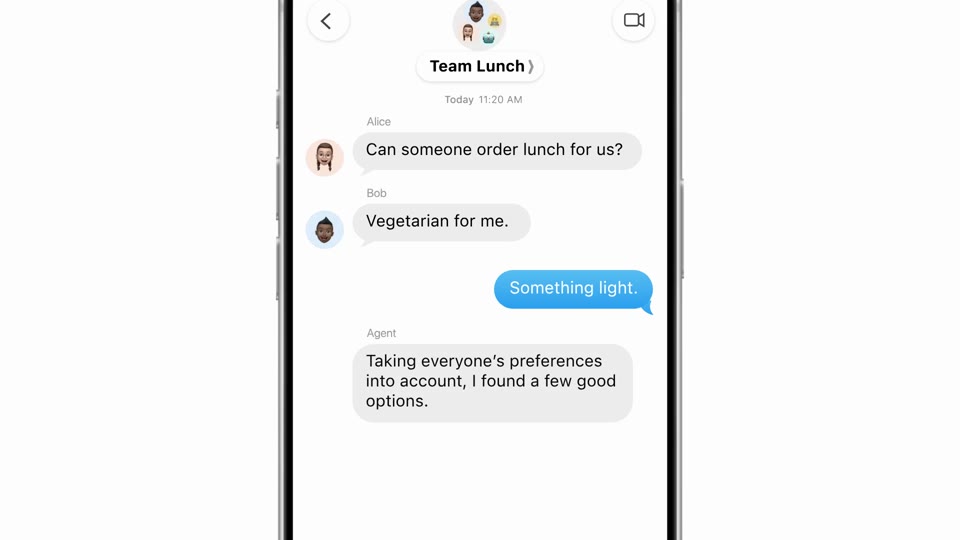 Team Lunch
Today 11:20 AM
Alice
Can someone order lunch for us?
Bob
Vegetarian for me.
Something light.
Agent
Taking everyone’s preferences
into account, I found a few good
options.